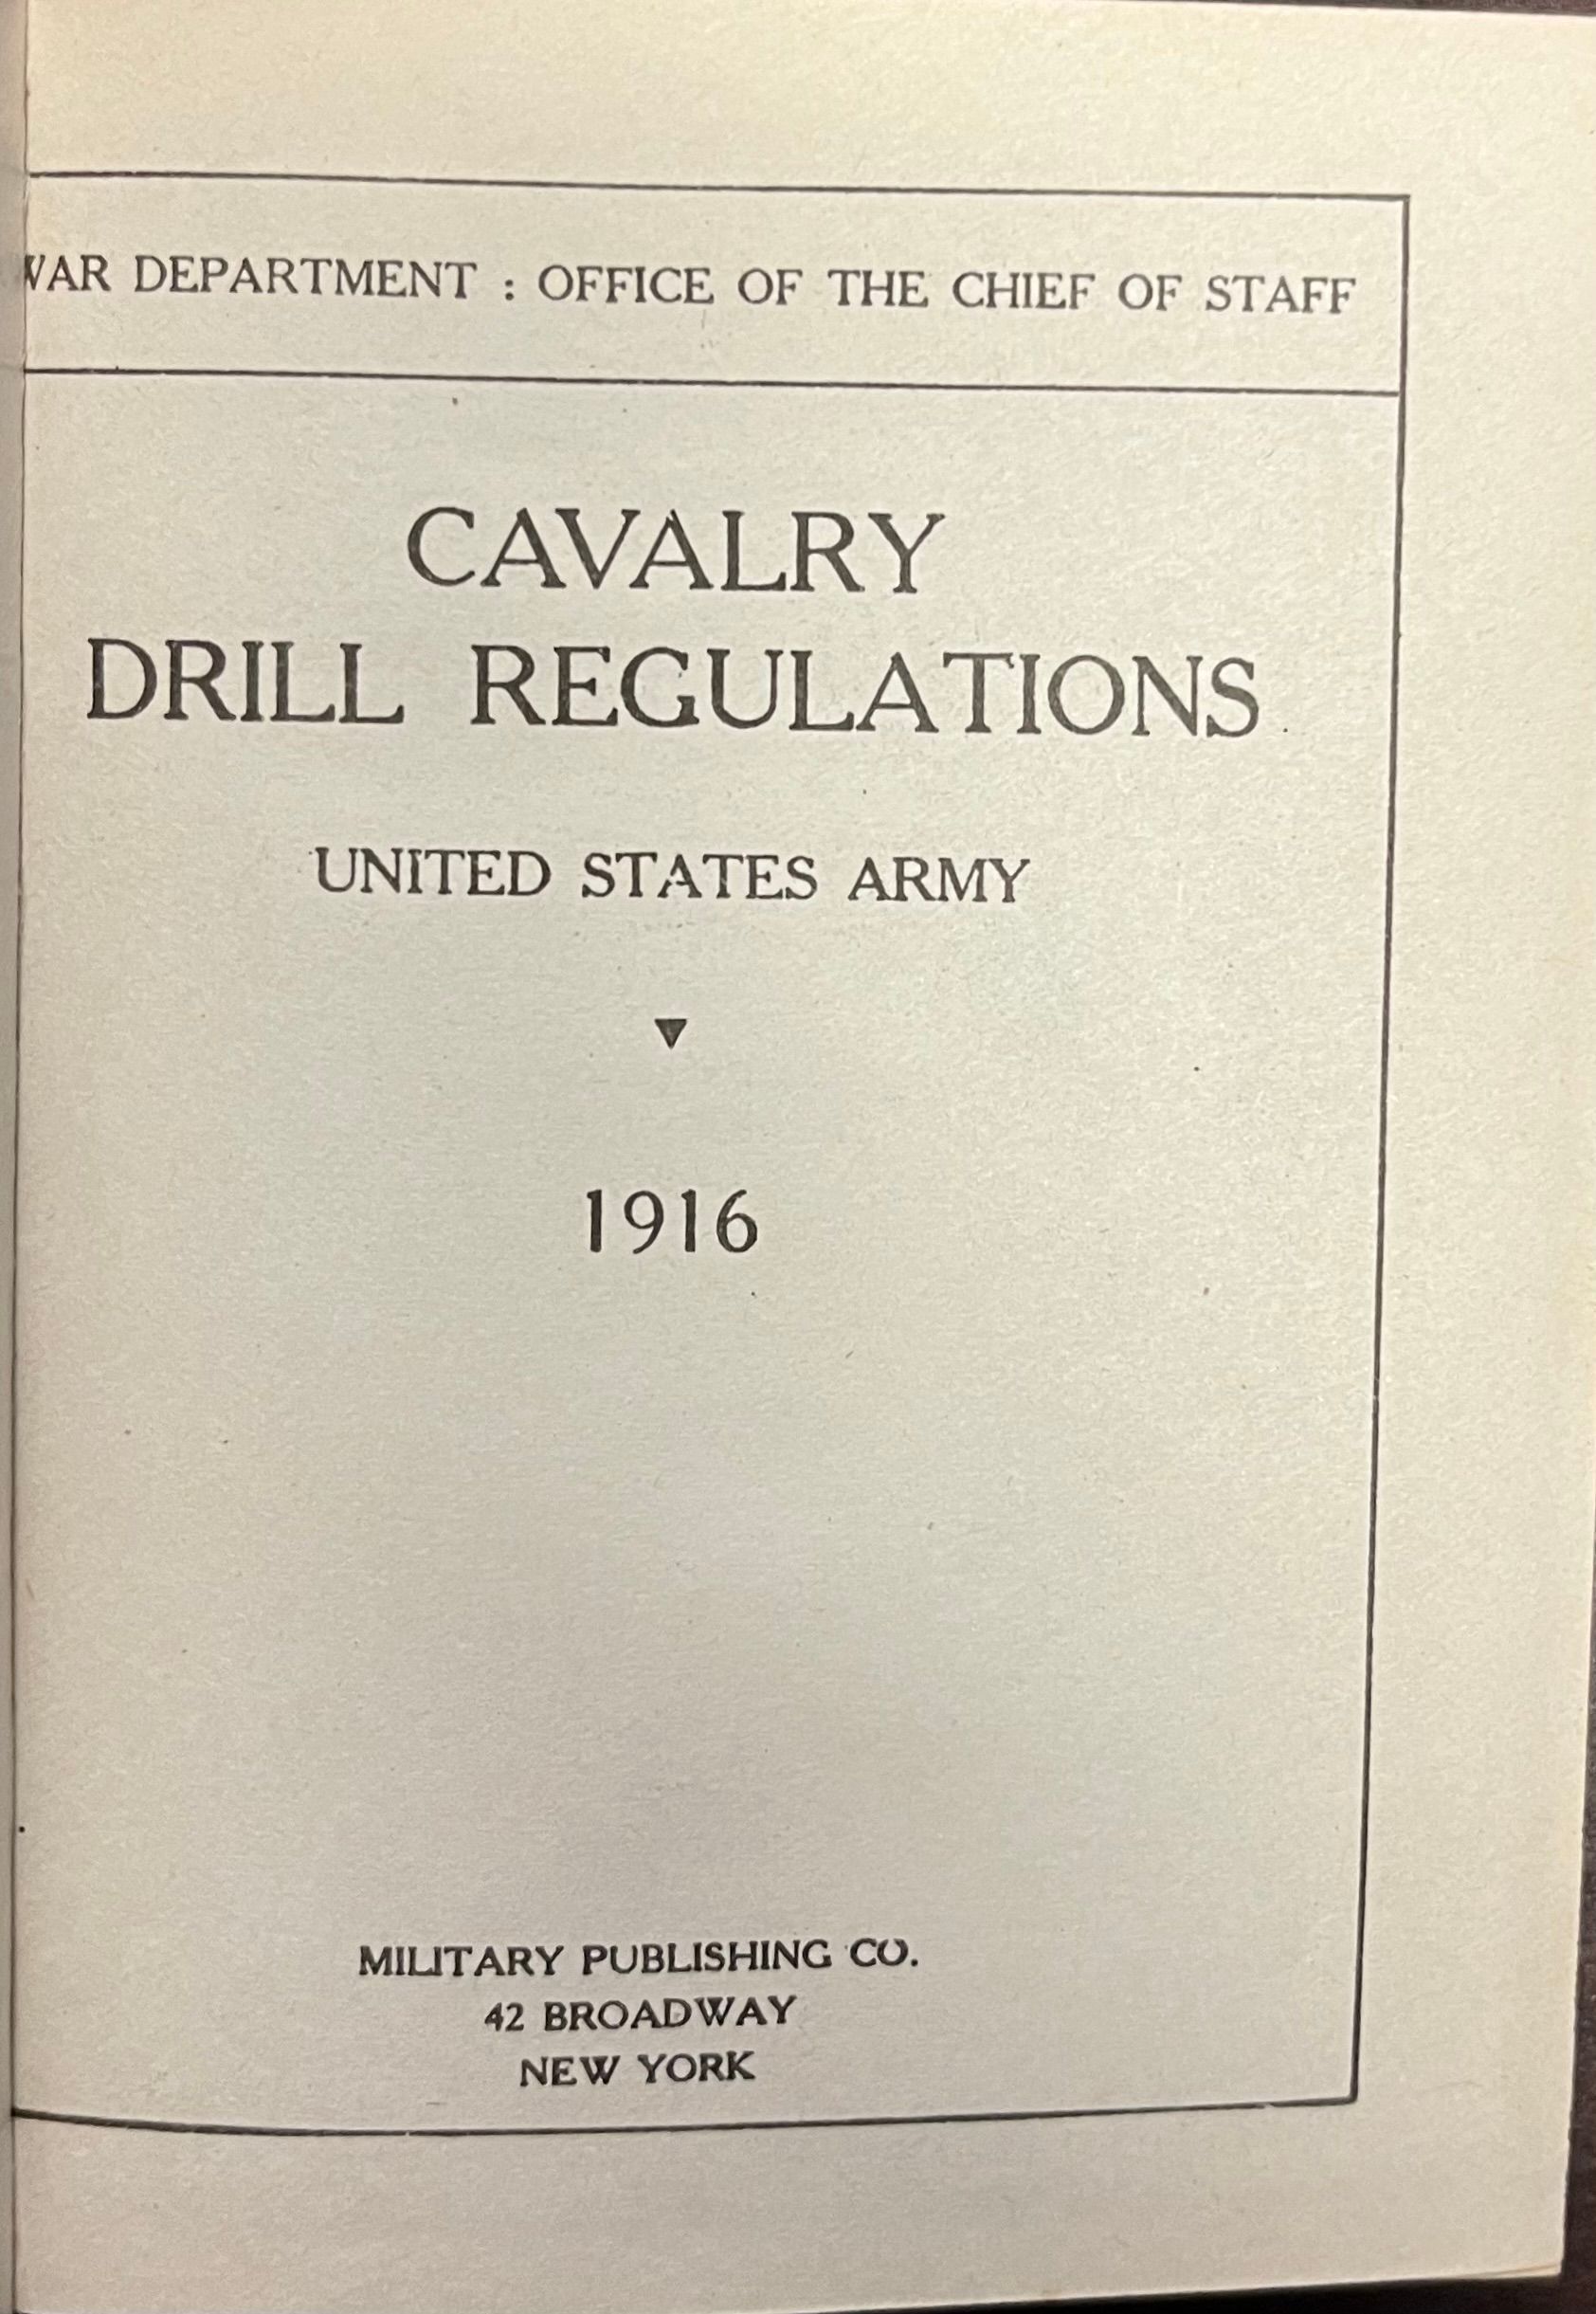 WAR DEPARTMENT : OFFICE OF THE CHIEF OF STAFF
CAVALRY
DRILL REGULATIONS
UNITED STATES ARMY
1916
MILITARY PUBLISHING CO.
42 BROADWAY
NEW YORK